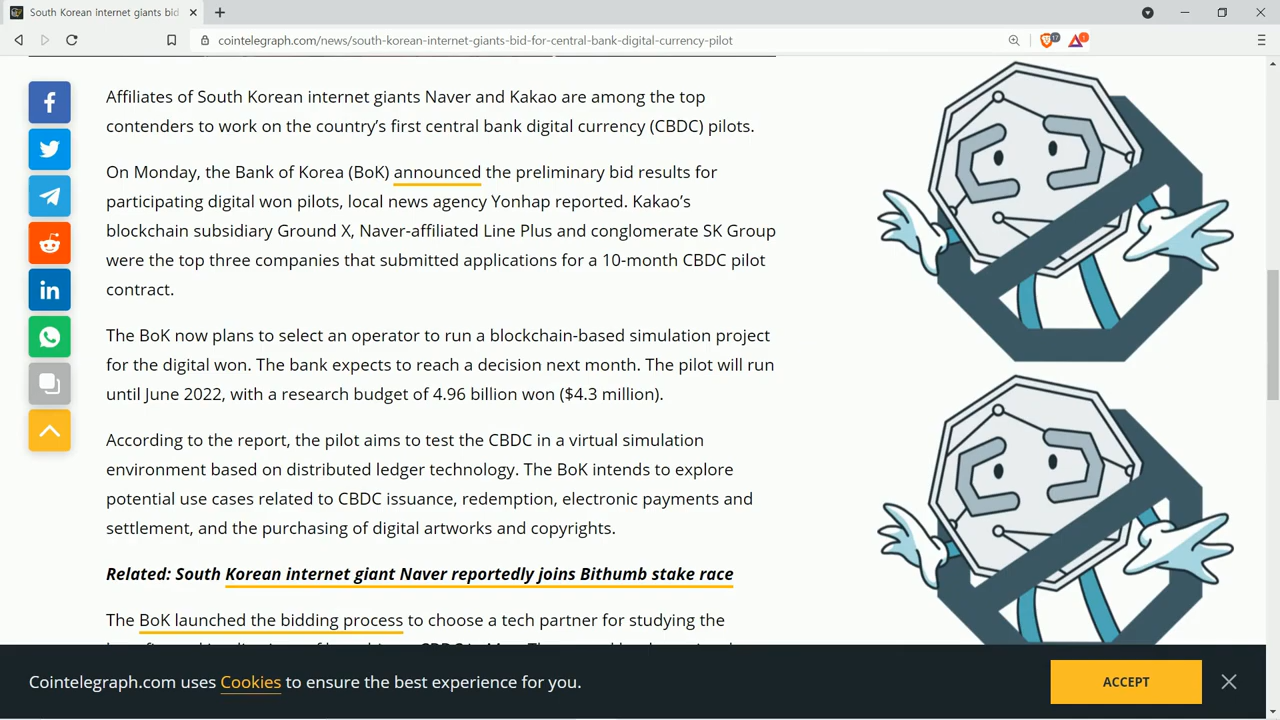 South Korean internet giants bid
cointelegraph.com/news/south-korean-internet-giants-bid-for-central-bank-digital-currency-pilot
17
1
Affiliates of South Korean internet giants Naver and Kakao are among the top
contenders to work on the country's first central bank digital currency (CBDC) pilots.
On Monday, the Bank of Korea (BoK) announced the preliminary bid results for
participating digital won pilots, local news agency Yonhap reported. Kakao's
blockchain subsidiary Ground X, Naver-affiliated Line Plus and conglomerate SK Group
were the top three companies that submitted applications for a 10-month CBDC pilot
contract.
The BoK now plans to select an operator to run a blockchain-based simulation project
for the digital won. The bank expects to reach a decision next month. The pilot will run
until June 2022, with a research budget of 4.96 billion won ($4.3 million).
According to the report, the pilot aims to test the CBDC in a virtual simulation
environment based on distributed ledger technology. The BoK intends to explore
potential use cases related to CBDC issuance, redemption, electronic payments and
settlement, and the purchasing of digital artworks and copyrights.
Related: South Korean internet giant Naver reportedly joins Bithumb stake race
The BoK launched the bidding process to choose a tech partner for studying the
Cointelegraph.com uses Cookies to ensure the best experience for you.
ACCEPT